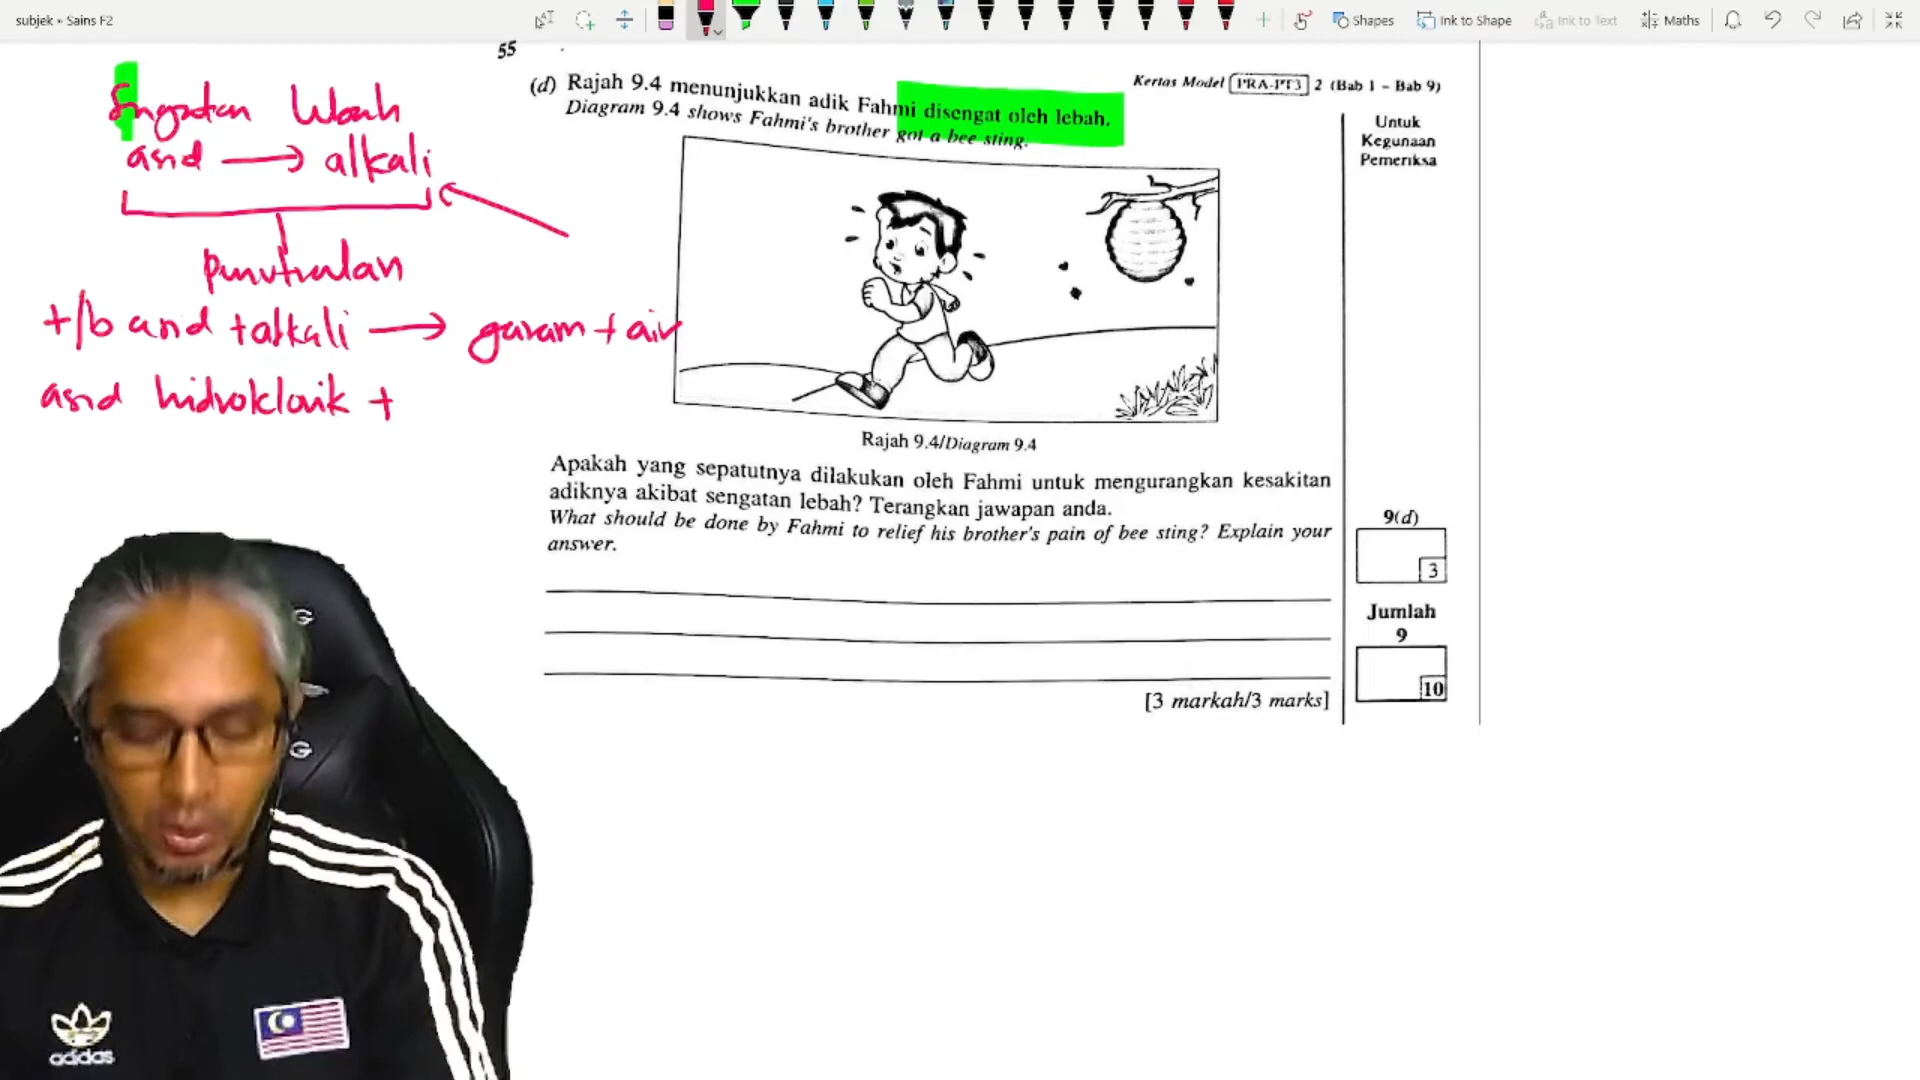 subjek » Sains F2
Shapes
Ink to Shape
Ink to Text
Maths
55
Kertas Model PRA-PT3 2 (Bab 1 – Bab 9)
(d) Rajah 9.4 menunjukkan adik Fahmi disengat oleh lebah.
Diagram 9.4 shows Fahmi's brother got a bee sting.
Untuk
Kegunaan
Pemeriksa
Sengatan lebah
asid → alkali
penutralan
t/b asid + alkali → garam + air
asid hidroklorik +
Rajah 9.4/Diagram 9.4
Apakah yang sepatutnya dilakukan oleh Fahmi untuk mengurangkan kesakitan
adiknya akibat sengatan lebah? Terangkan jawapan anda.
What should be done by Fahmi to relief his brother's pain of bee sting? Explain your
answer.
9(d)
3
Jumlah
9
10
[3 markah/3 marks]
G
G
adidas